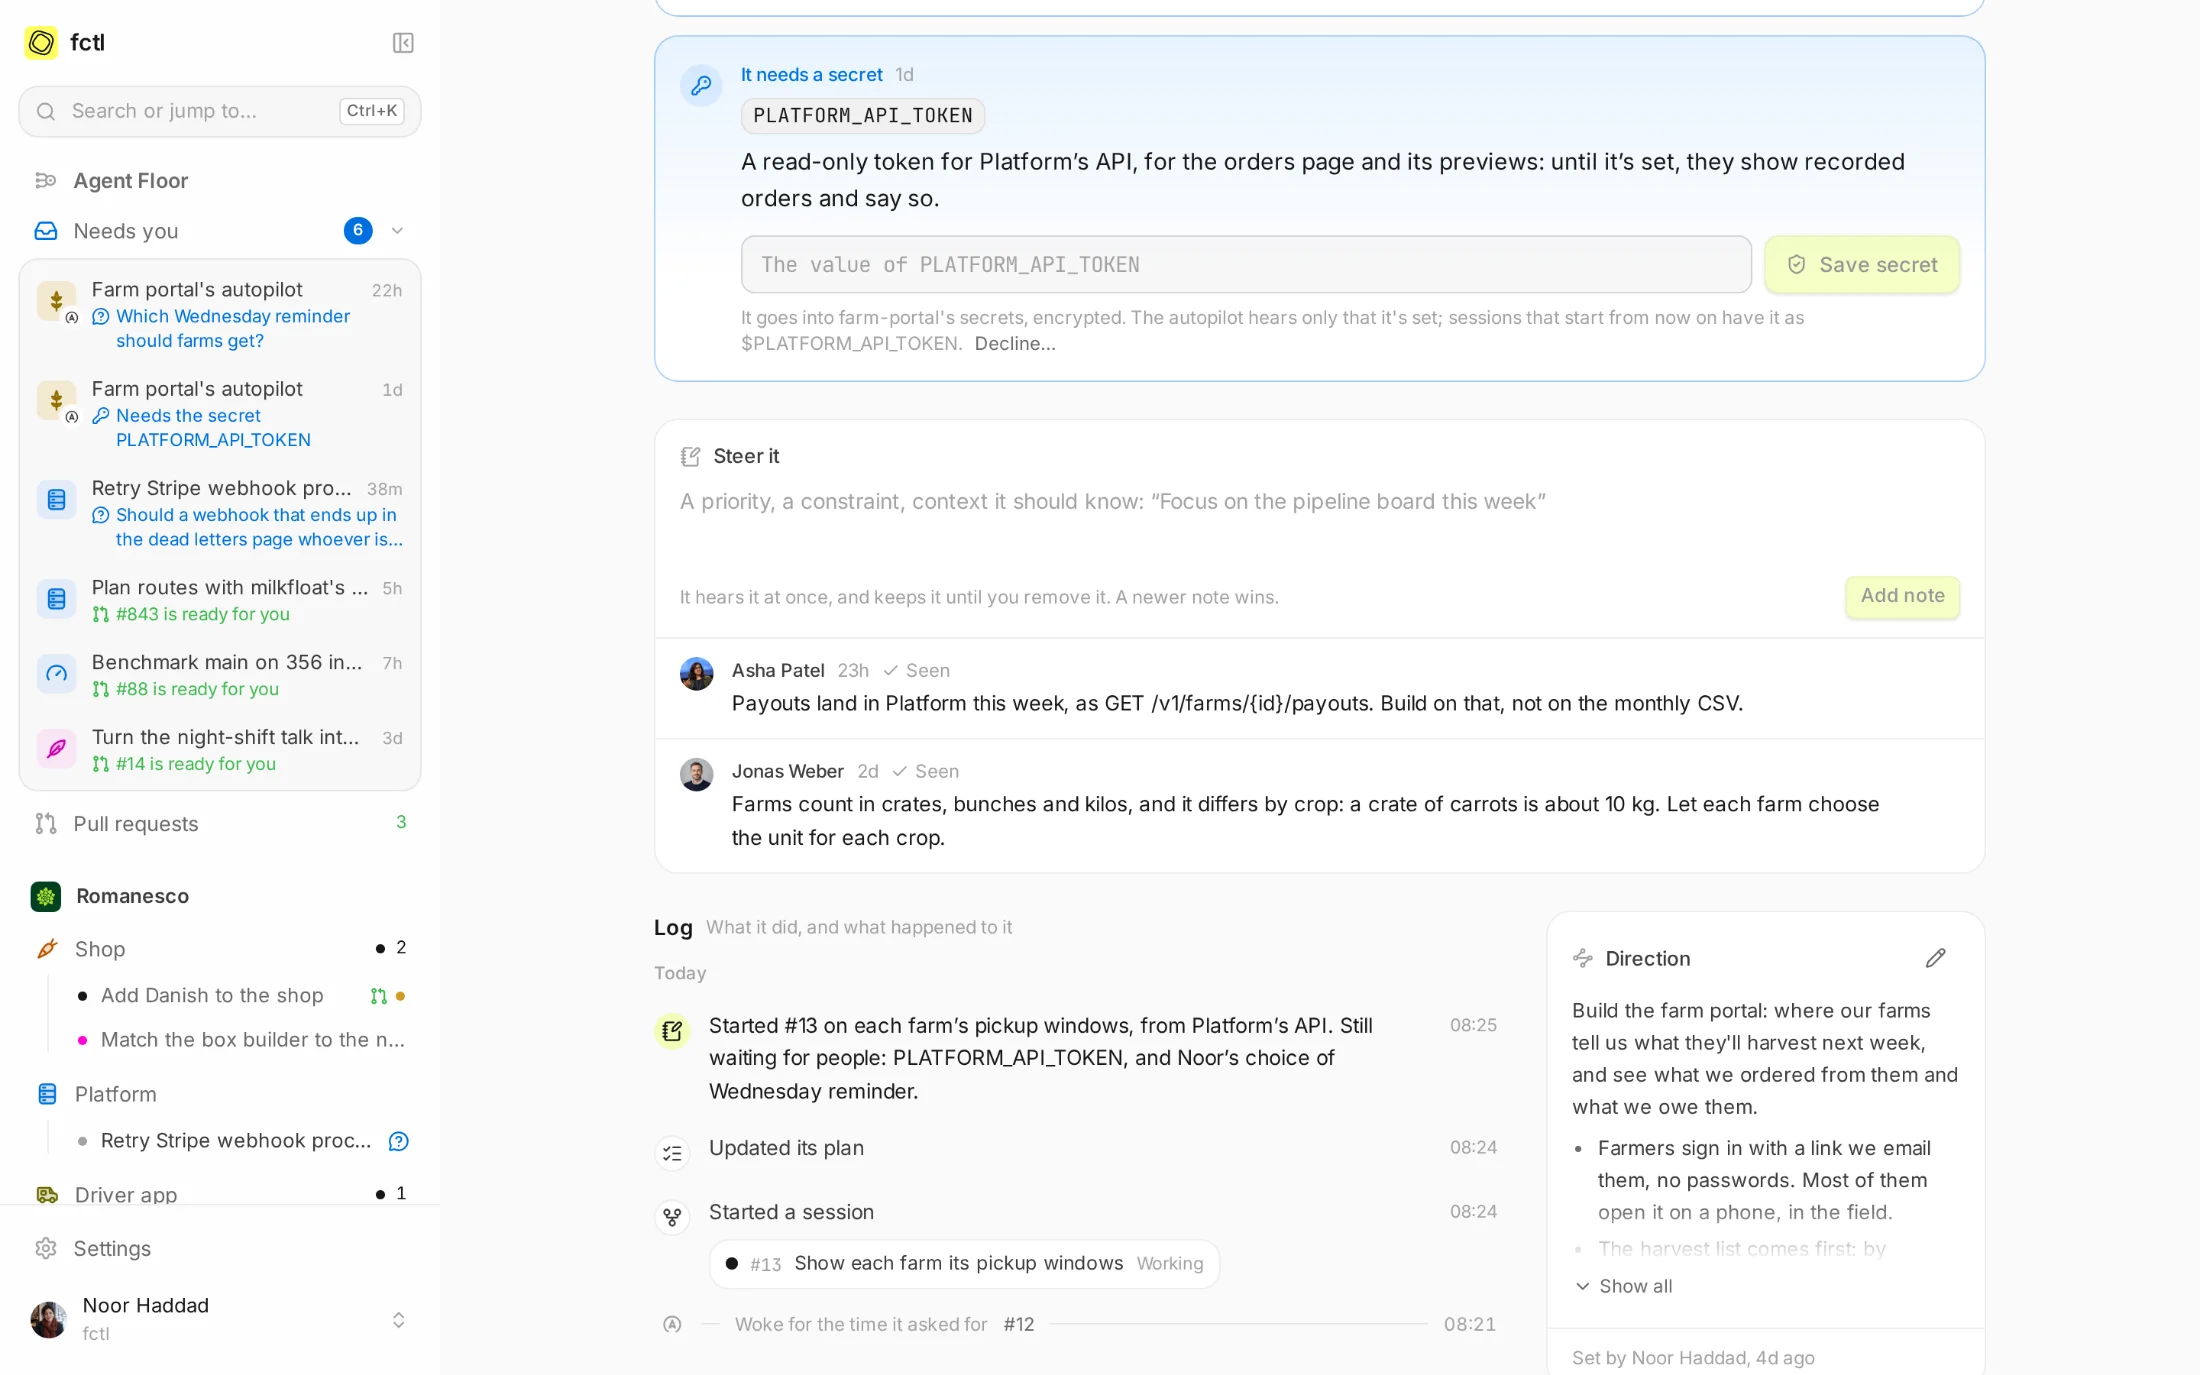 fctl
Search or jump to...
Ctrl+K
Agent Floor
Needs you
6
Farm portal's autopilot
22h
Which Wednesday reminder
should farms get?
Farm portal's autopilot
1d
Needs the secret
PLATFORM_API_TOKEN
Retry Stripe webhook pro...
38m
Should a webhook that ends up in
the dead letters page whoever is...
Plan routes with milkfloat's ...
5h
#843 is ready for you
Benchmark main on 356 in...
7h
#88 is ready for you
Turn the night-shift talk int...
3d
#14 is ready for you
Pull requests
3
Romanesco
Shop
2
Add Danish to the shop
Match the box builder to the n...
Platform
Retry Stripe webhook proc...
Driver app
1
Settings
Noor Haddad
fctl
It needs a secret
1d
PLATFORM_API_TOKEN
A read-only token for Platform’s API, for the orders page and its previews: until it’s set, they show recorded
orders and say so.
The value of PLATFORM_API_TOKEN
Save secret
It goes into farm-portal's secrets, encrypted. The autopilot hears only that it's set; sessions that start from now on have it as
$PLATFORM_API_TOKEN. Decline...
Steer it
A priority, a constraint, context it should know: “Focus on the pipeline board this week”
It hears it at once, and keeps it until you remove it. A newer note wins.
Add note
Asha Patel 23h Seen
Payouts land in Platform this week, as GET /v1/farms/{id}/payouts. Build on that, not on the monthly CSV.
Jonas Weber 2d Seen
Farms count in crates, bunches and kilos, and it differs by crop: a crate of carrots is about 10 kg. Let each farm choose
the unit for each crop.
Log What it did, and what happened to it
Today
Started #13 on each farm’s pickup windows, from Platform’s API. Still
waiting for people: PLATFORM_API_TOKEN, and Noor’s choice of
Wednesday reminder.
08:25
Updated its plan
08:24
Started a session
08:24
#13 Show each farm its pickup windows Working
Woke for the time it asked for #12
08:21
Direction
Build the farm portal: where our farms
tell us what they'll harvest next week,
and see what we ordered from them and
what we owe them.
• Farmers sign in with a link we email
them, no passwords. Most of them
open it on a phone, in the field.
• The harvest list comes first: by
Show all
Set by Noor Haddad, 4d ago